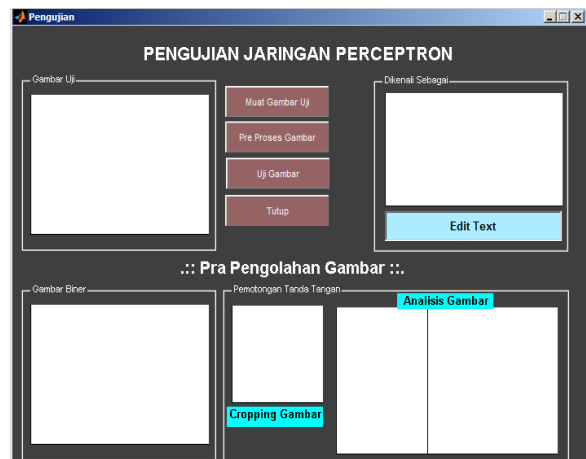 Pengujian
PENGUJIAN JARINGAN PERCEPTRON
Gambar Uji
Muat Gambar Uji
Pre Proses Gambar
Uji Gambar
Tutup
Dikenali Sebagai
Edit Text
.:: Pra Pengolahan Gambar ::.
Gambar Biner
Pemotongan Tanda Tangan
Cropping Gambar
Analisis Gambar